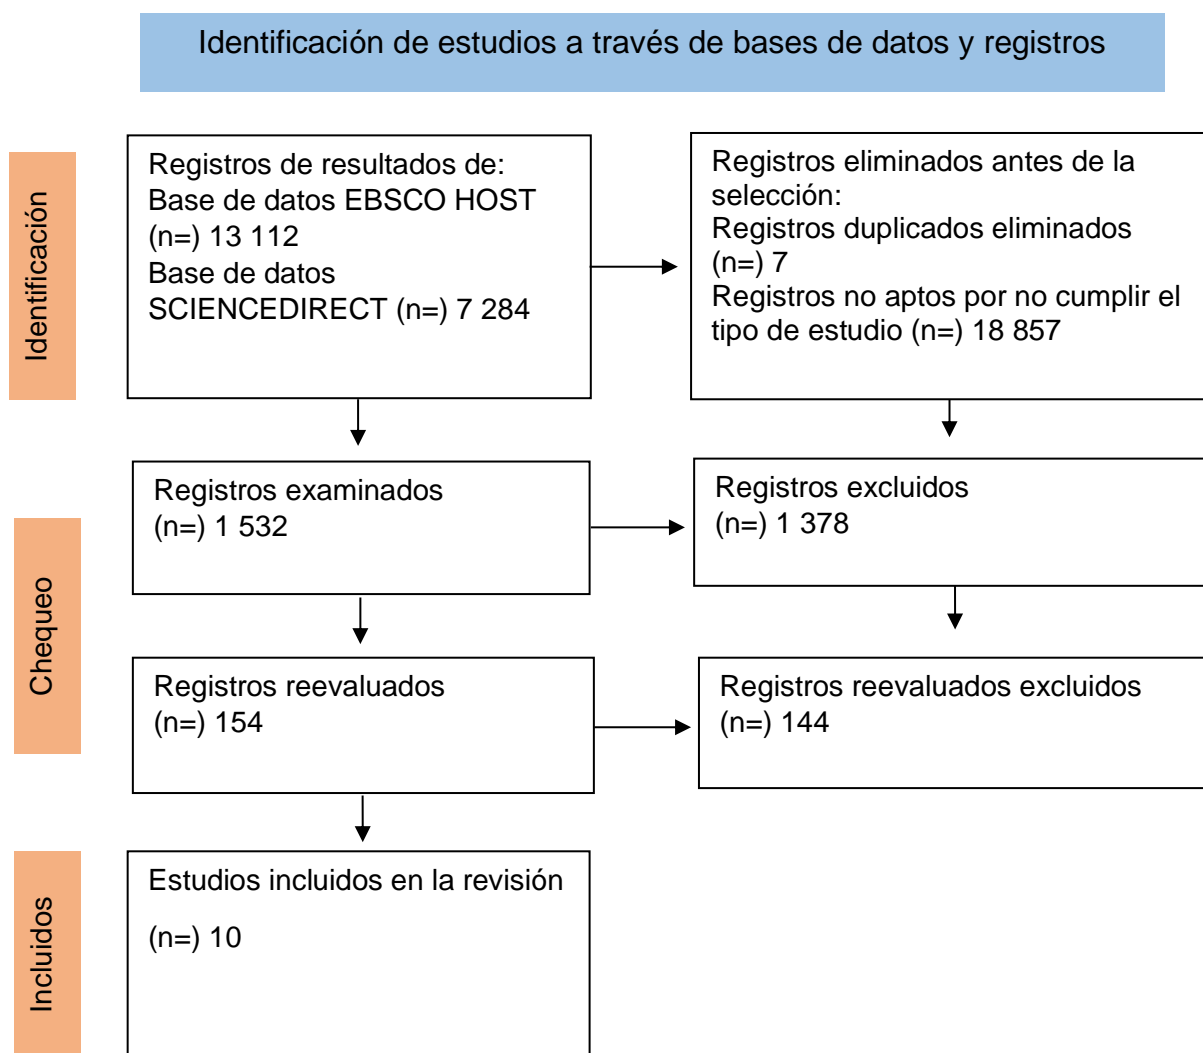 Identificación de estudios a través de bases de datos y registros
Identificación
Registros de resultados de:
Base de datos EBSCO HOST
(n=) 13 112
Base de datos
SCIENCEDIRECT (n=) 7 284
Registros eliminados antes de la
selección:
Registros duplicados eliminados
(n=) 7
Registros no aptos por no cumplir el
tipo de estudio (n=) 18 857
Chequeo
Registros examinados
(n=) 1 532
Registros excluidos
(n=) 1 378
Registros reevaluados
(n=) 154
Registros reevaluados excluidos
(n=) 144
Incluidos
Estudios incluidos en la revisión
(n=) 10